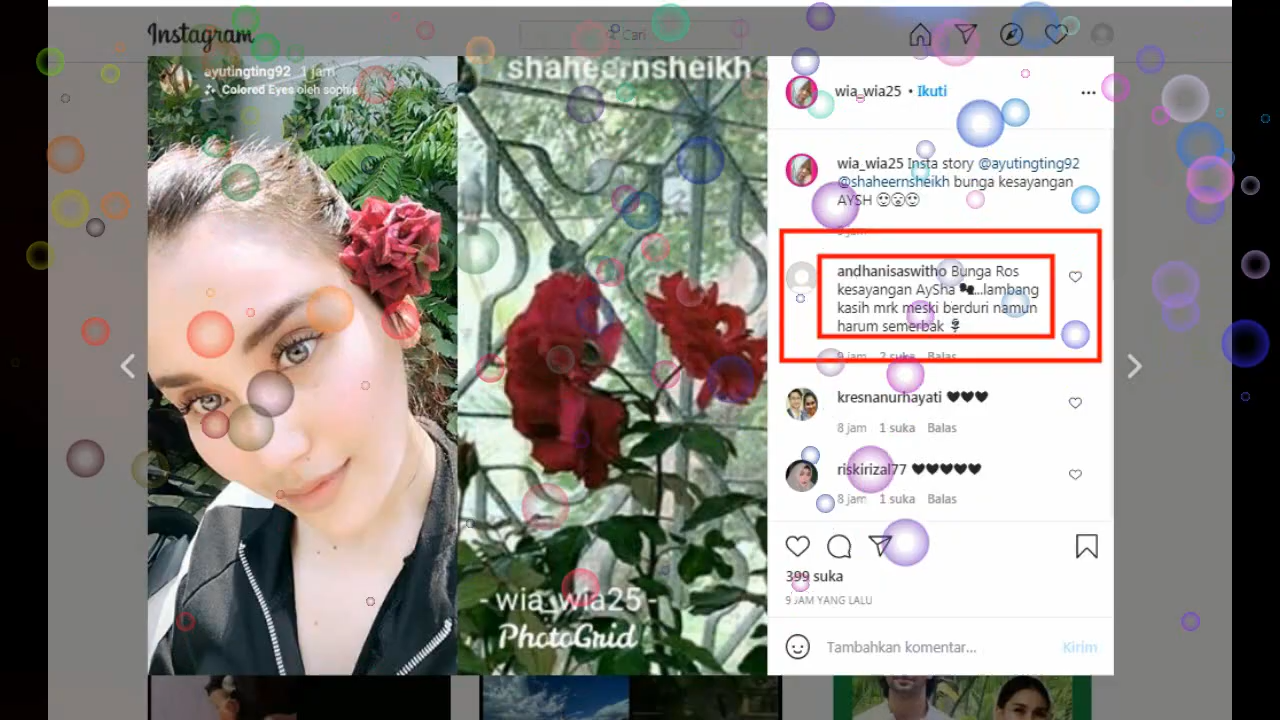 Instagram
Cari
ayutingting92 1 jam
Colored Eyes oleh sophie
shaheernsheikh
- wia_wia25 -
PhotoGrid
wia_wia25 • Ikuti
wia_wia25 Insta story @ayutingting92
@shaheernsheikh bunga kesayangan
AYSH
andhanisaswitho Bunga Ros
kesayangan AySha ...lambang
kasih mrk meski berduri namun
harum semerbak
9 jam 2 suka Balas
kresnanurhayati 🖤🖤🖤
8 jam 1 suka Balas
riskirizal77 🖤🖤🖤🖤🖤
8 jam 1 suka Balas
399 suka
9 JAM YANG LALU
Tambahkan komentar...
Kirim